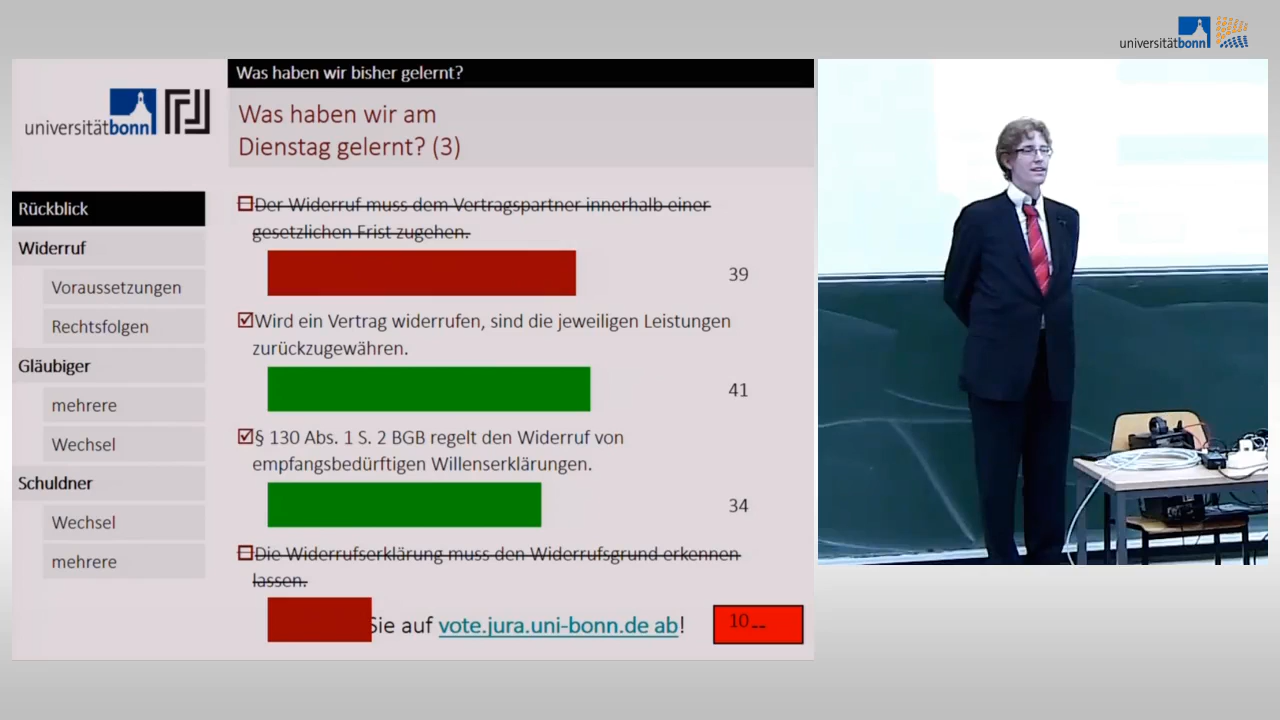 universitätbonn
Was haben wir bisher gelernt?
universitätbonn
Was haben wir am
Dienstag gelernt? (3)
Rückblick
Widerruf
Voraussetzungen
Rechtsfolgen
Gläubiger
mehrere
Wechsel
Schuldner
Wechsel
mehrere
Der Widerruf muss dem Vertragspartner innerhalb einer
gesetzlichen Frist zugehen.
39
Wird ein Vertrag widerrufen, sind die jeweiligen Leistungen
zurückzugewähren.
41
§ 130 Abs. 1 S. 2 BGB regelt den Widerruf von
empfangsbedürftigen Willenserklärungen.
34
Die Widerrufserklärung muss den Widerrufsgrund erkennen
lassen.
Sie auf vote.jura.uni-bonn.de ab!
10